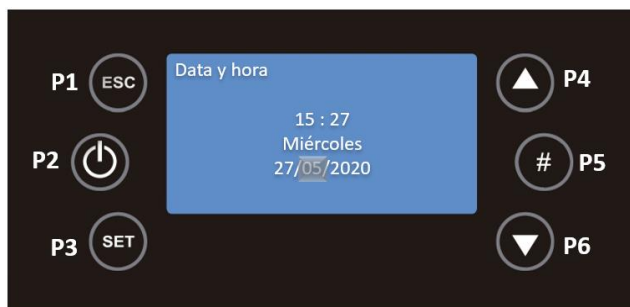 P1 ESC
Data y hora
P4
15 : 27
Miércoles
P2
27/05/2020
# P5
P3 SET
P6